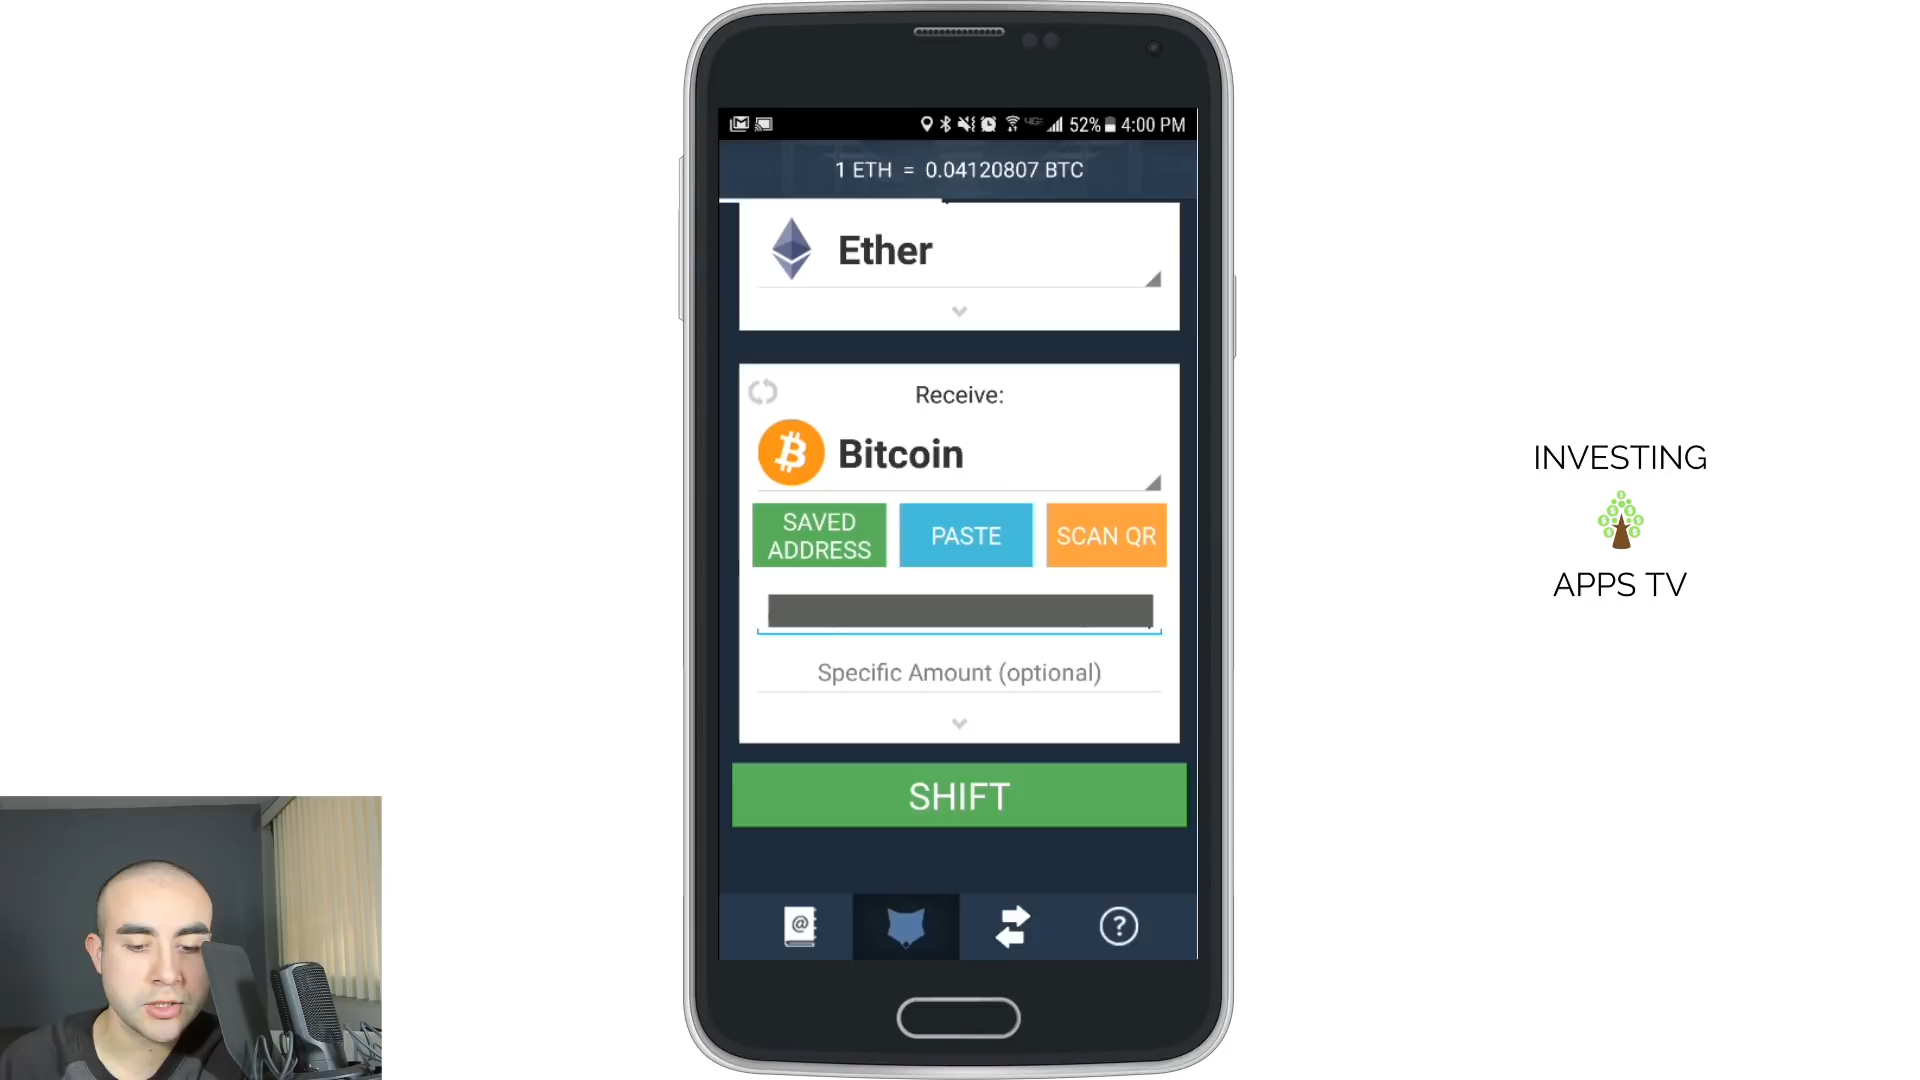 52% 4:00 PM
1 ETH = 0.04120807 BTC
Ether
Receive:
Bitcoin
SAVED
ADDRESS
PASTE
SCAN QR
Specific Amount (optional)
SHIFT
INVESTING
APPS TV